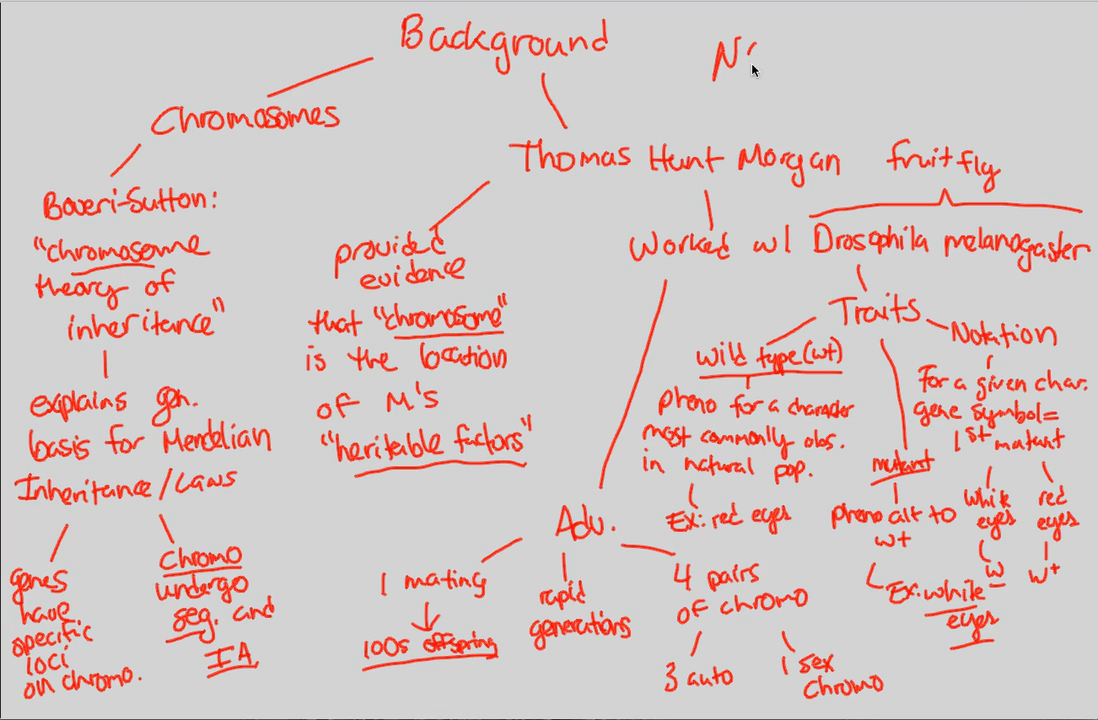 Background
N
Chromosomes
Thomas Hunt Morgan
fruit fly
Boveri-Sutton:
"chromosome
theory of
inheritance"
explains gen.
basis for Mendelian
Inheritance/Laws
genes
have
specific
loci
on chromo.
chromo
undergo
seg. and
IA
provided
evidence
that "chromosome"
is the location
of M's
"heritable factors"
Worked w/ Drosophila melanogaster
Adv.
1 mating
100s offspring
rapid
generations
4 pairs
of chromo
3 auto
1 sex
chromo
Traits
wild type (wt)
pheno for a character
most commonly obs.
in natural pop.
Ex: red eyes
mutant
pheno alt to
wt
Ex: white
eyes
Notation
For a given char.
gene symbol=
1st mutant
white
eyes
w
red
eyes
w+